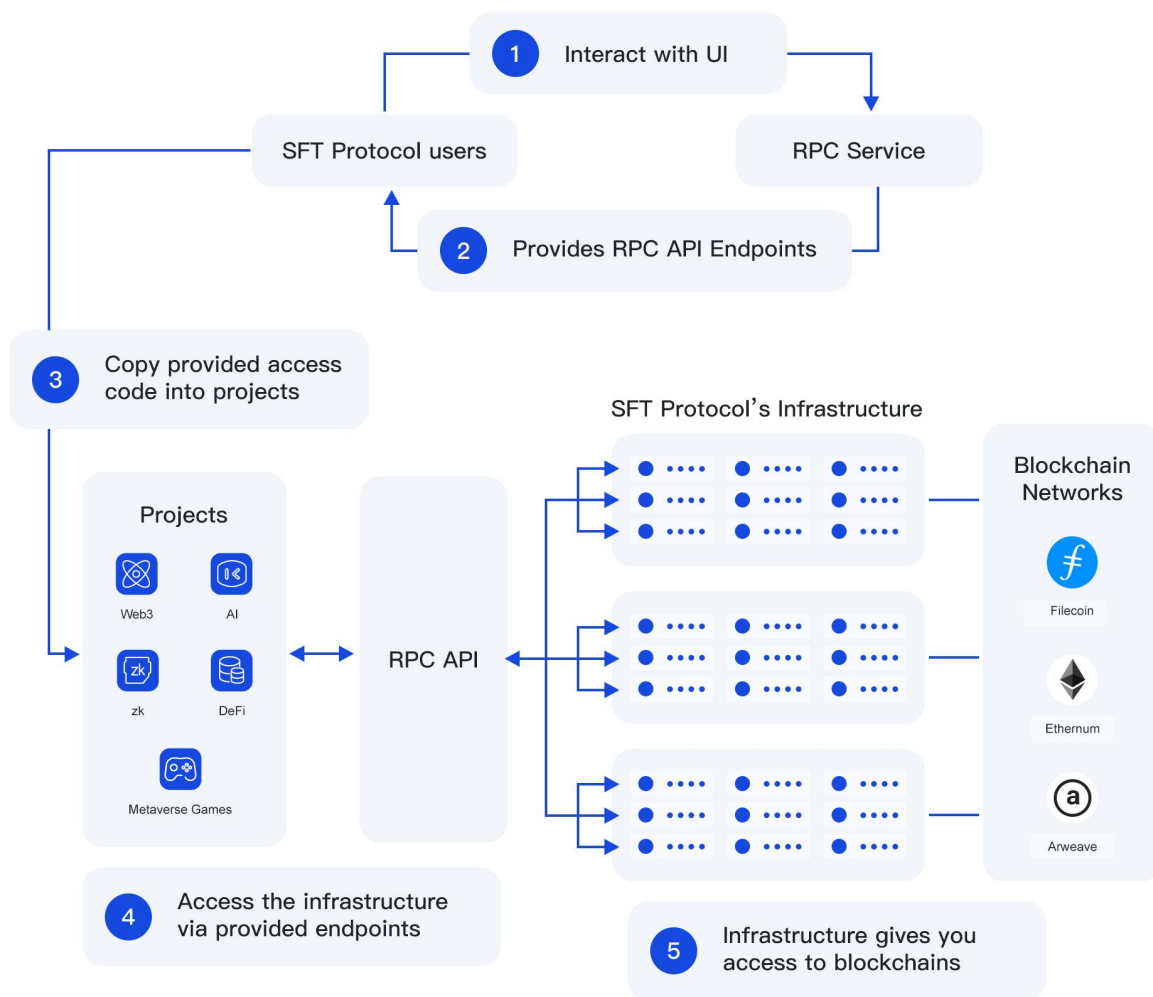 1
Interact with UI
SFT Protocol users
RPC Service
2
Provides RPC API Endpoints
3
Copy provided access
code into projects
SFT Protocol's Infrastructure
Projects
Web3
AI
zk
zk
DeFi
Metaverse Games
RPC API
Blockchain
Networks
Filecoin
Ethernum
a
Arweave
4
Access the infrastructure
via provided endpoints
5
Infrastructure gives you
access to blockchains